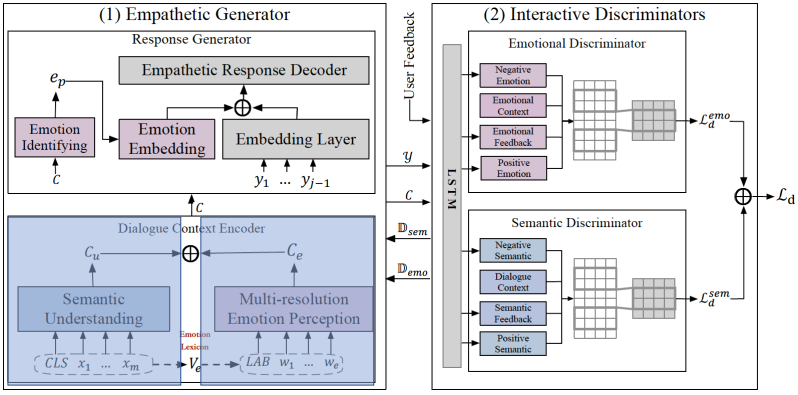 (1) Empathetic Generator
Response Generator
Empathetic Response Decoder
e_p
Emotion
Identifying
C
Emotion
Embedding
Embedding Layer
y_1 ... y_{j-1}
C
Dialogue Context Encoder
C_u
C_e
Semantic
Understanding
Multi-resolution
Emotion Perception
Emotion
Lexicon
CLS x_1 ... x_m
V_e
LAB w_1 ... w_e
User Feedback
𝒴
C
𝔻_sem
𝔻_emo
(2) Interactive Discriminators
LSTM
Emotional Discriminator
Negative
Emotion
Emotional
Context
Emotional
Feedback
Positive
Emotion
ℒ_d^emo
Semantic Discriminator
Negative
Semantic
Dialogue
Context
Semantic
Feedback
Positive
Semantic
ℒ_d^sem
ℒ_d